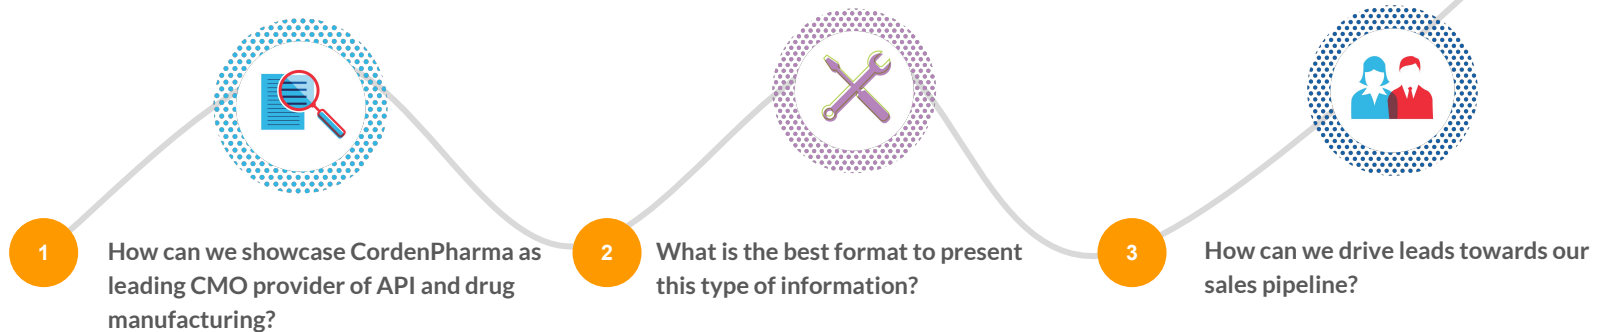 1
How can we showcase CordenPharma as
leading CMO provider of API and drug
manufacturing?
2
What is the best format to present
this type of information?
3
How can we drive leads towards our
sales pipeline?